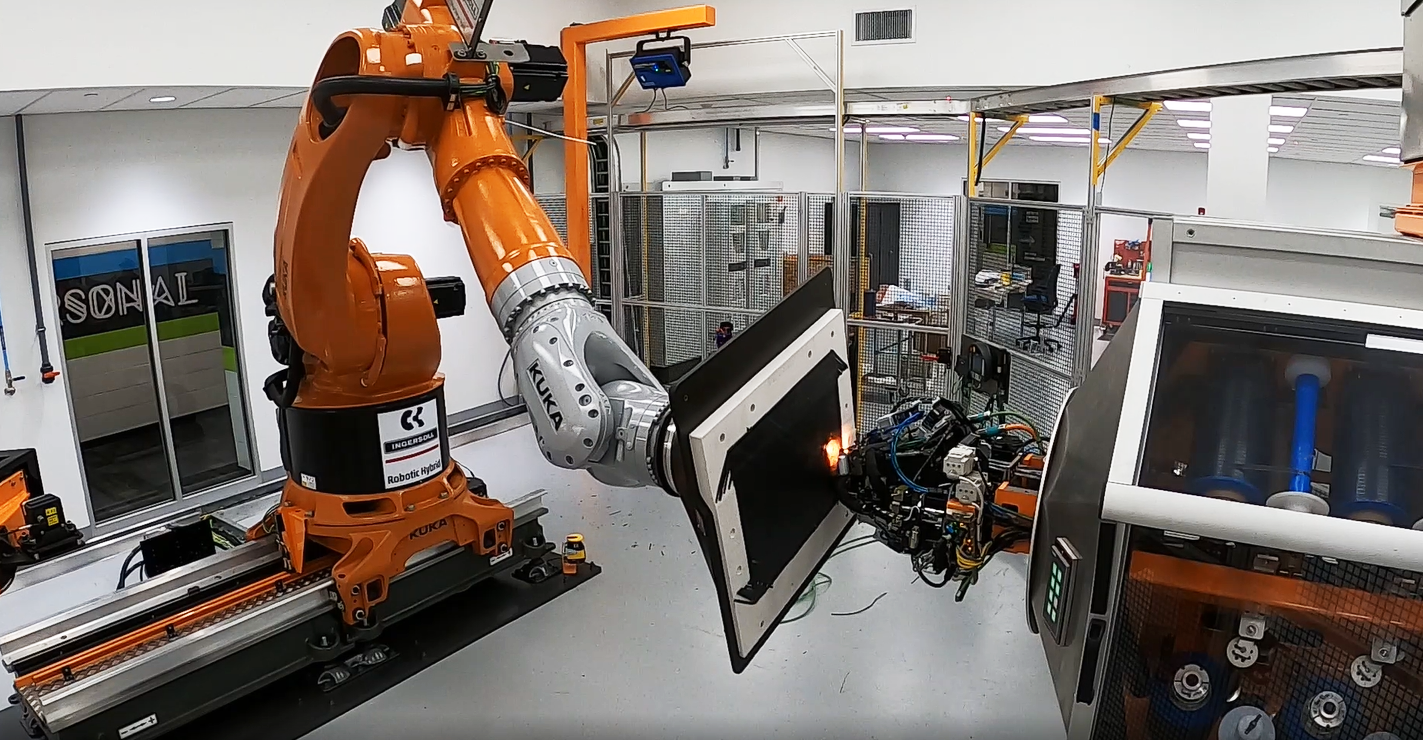 SONAL
KUKA
INGERSOLL
Robotic Hybrid
KUKA